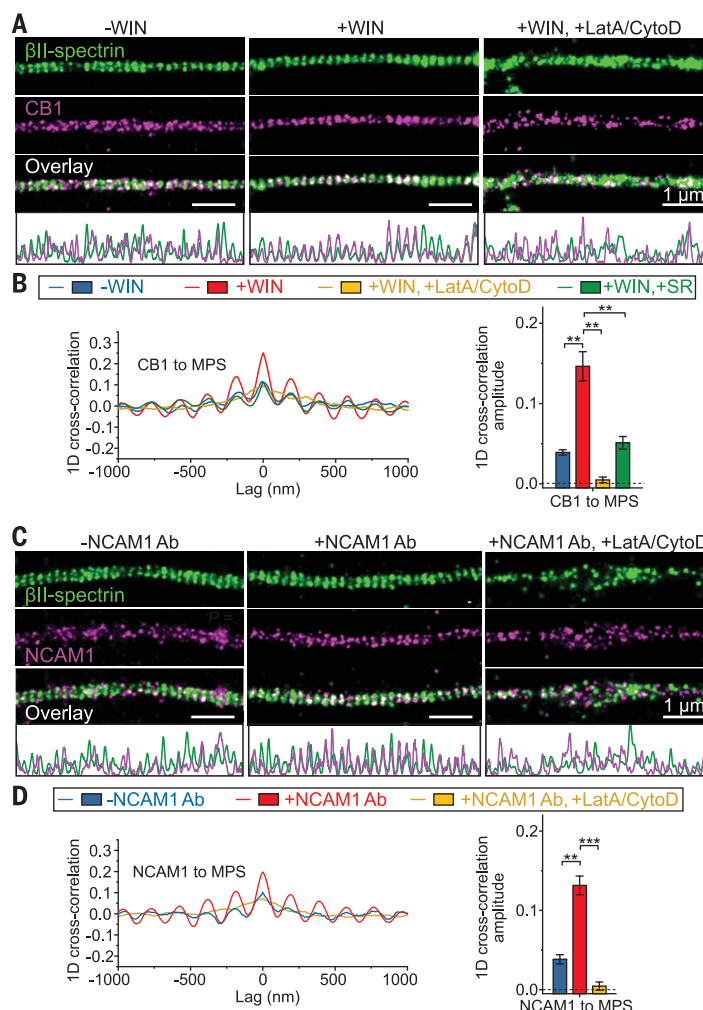 A
-WIN +WIN +WIN, +LatA/CytoD
βII-spectrin
CB1
Overlay
1 μm
B
-WIN +WIN +WIN, +LatA/CytoD +WIN, +SR
1D cross-correlation
0.3
0.2
0.1
0.0
-0.1
-0.2
CB1 to MPS
-1000 -500 0 500 1000
Lag (nm)
1D cross-correlation
amplitude
0.2
0.1
0.0
**
**
**
CB1 to MPS
C
-NCAM1 Ab +NCAM1 Ab +NCAM1 Ab, +LatA/CytoD
βII-spectrin
P =
NCAM1
Overlay
1 μm
D
-NCAM1 Ab +NCAM1 Ab +NCAM1 Ab, +LatA/CytoD
1D cross-correlation
0.3
0.2
0.1
0.0
-0.1
-0.2
NCAM1 to MPS
-1000 -500 0 500 1000
Lag (nm)
1D cross-correlation
amplitude
0.2
0.1
0.0
***
**
NCAM1 to MPS